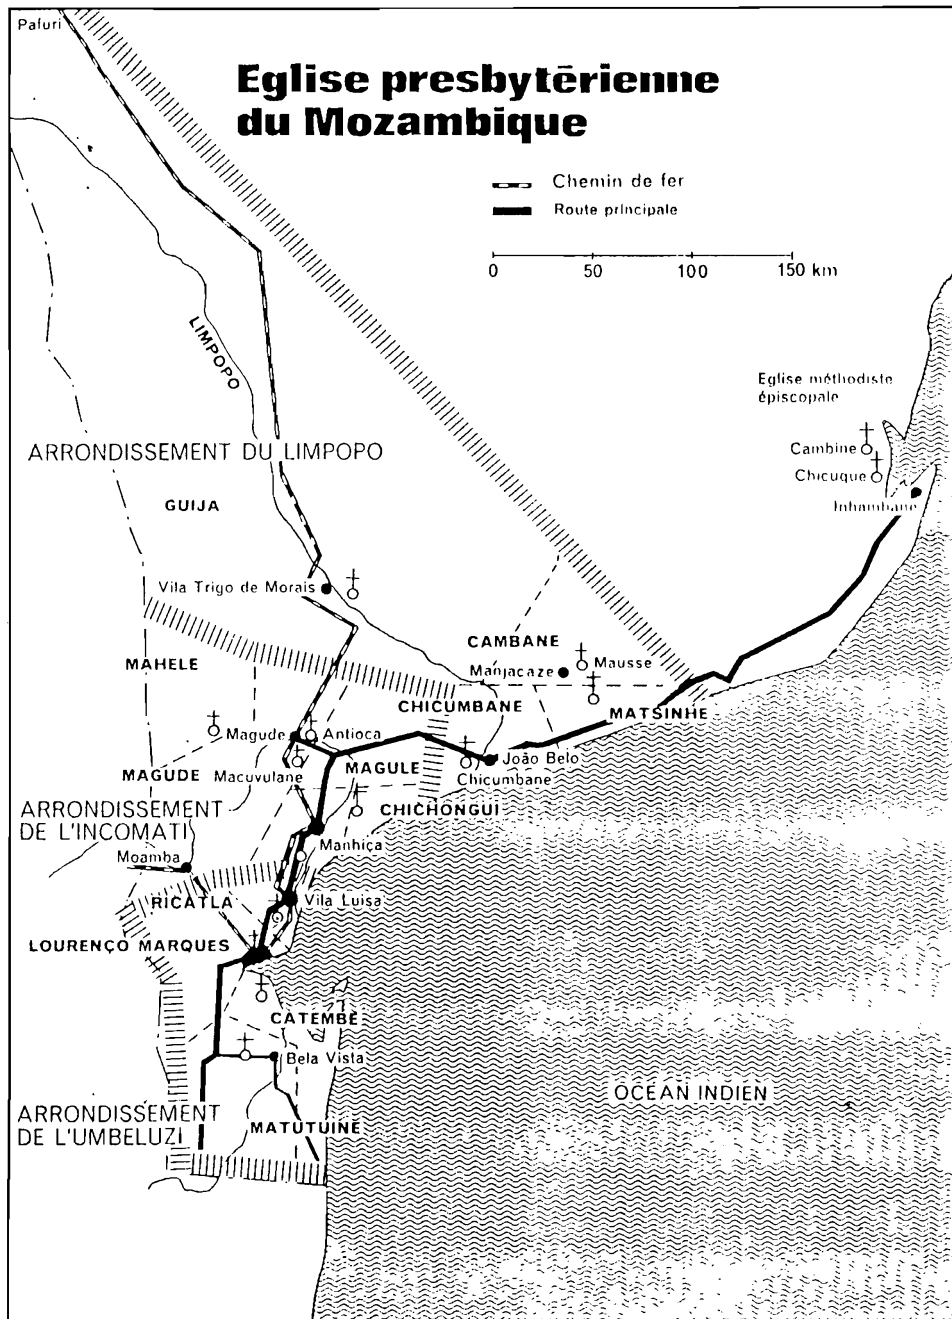 Pafuri
Eglise presbytérienne
du Mozambique
Chemin de fer
Route principale
0 50 100 150 km
LIMPOPO
Eglise méthodiste
épiscopale
Cambine
Chicuque
Inhambane
ARRONDISSEMENT DU LIMPOPO
GUIJA
Vila Trigo de Morais
CAMBANE
Mausse
Manjacaze
MAHELE
CHICUMBANE
MATSINHE
Magude
Antioca
João Belo
MAGUDE
Macuvulane
MAGULE
Chicumbane
CHICHONGUI
ARRONDISSEMENT
DE L'INCOMATI
Manhiça
Moamba
RICATLA
Vila Luisa
LOURENÇO MARQUES
CATEMBE
Bela Vista
OCEAN INDIEN
ARRONDISSEMENT
DE L'UMBELUZI
MATUTUINE